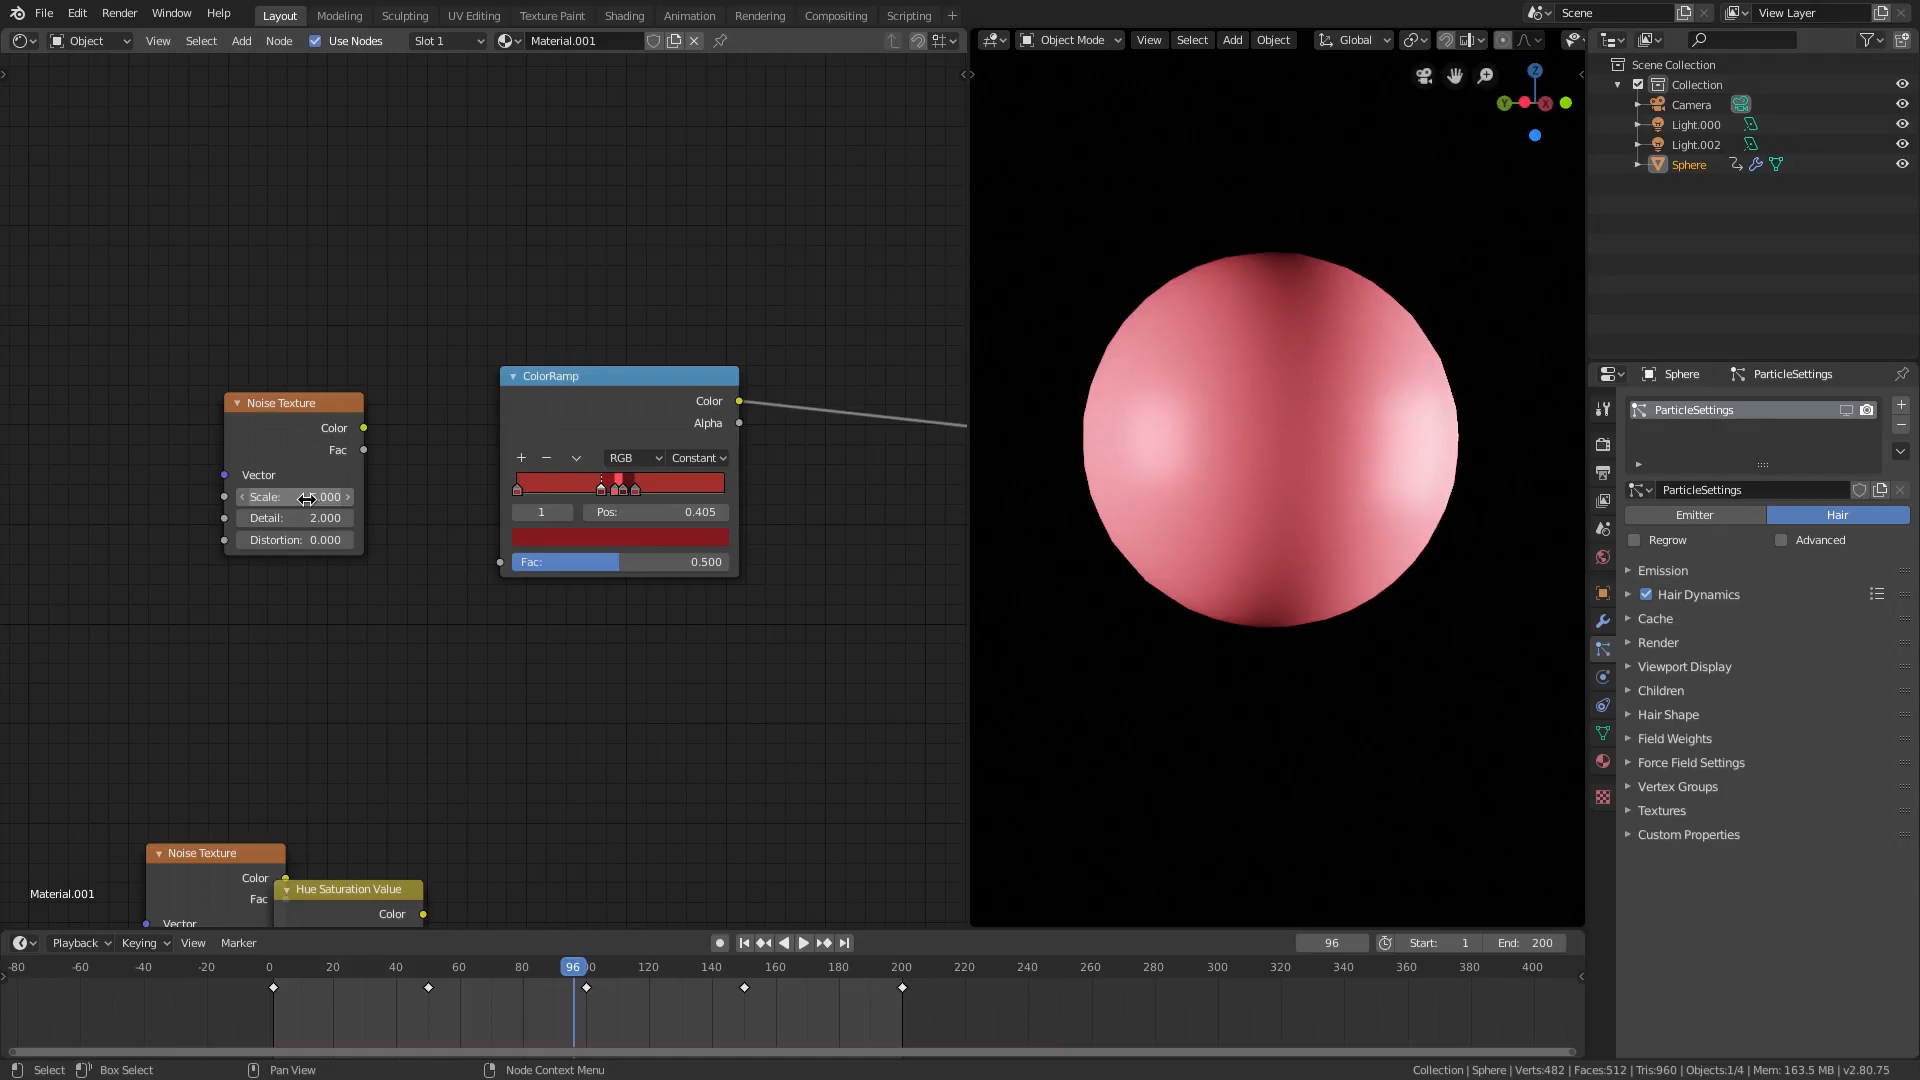 File Edit Render Window Help Layout Modeling Sculpting UV Editing Texture Paint Shading Animation Rendering Compositing Scripting + Scene View Layer
Object View Select Add Node Use Nodes Slot 1 Material.001
Object Mode View Select Add Object Global
Scene Collection
Collection
Camera
Light.000
Light.002
Sphere
Z
Y X
Noise Texture
Color
Fac
Vector
Scale: .000
Detail: 2.000
Distortion: 0.000
ColorRamp
Color
Alpha
RGB Constant
1 Pos: 0.405
Fac: 0.500
Noise Texture
Color
Fac
Vector
Hue Saturation Value
Color
Material.001
Sphere ParticleSettings
ParticleSettings
ParticleSettings
Emitter Hair
Regrow Advanced
Emission
Hair Dynamics
Cache
Render
Viewport Display
Children
Hair Shape
Field Weights
Force Field Settings
Vertex Groups
Textures
Custom Properties
Playback Keying View Marker 96 Start: 1 End: 200
-80 -60 -40 -20 0 20 40 60 80 96 120 140 160 180 200 220 240 260 280 300 320 340 360 380 400
Select Box Select Pan View Node Context Menu Collection | Sphere | Verts:482 | Faces:512 | Tris:960 | Objects:1/4 | Mem: 163.5 MB | v2.80.75